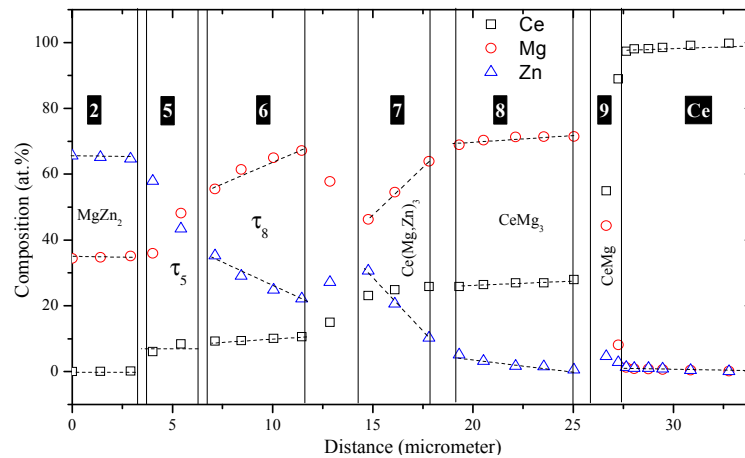 Ce
Mg
Zn
100
80
60
40
20
0
Composition (at.%)
2
5
6
7
8
9
Ce
MgZn₂
τ₅
τ₈
Ce(Mg,Zn)₃
CeMg₃
CeMg
0 5 10 15 20 25 30
Distance (micrometer)